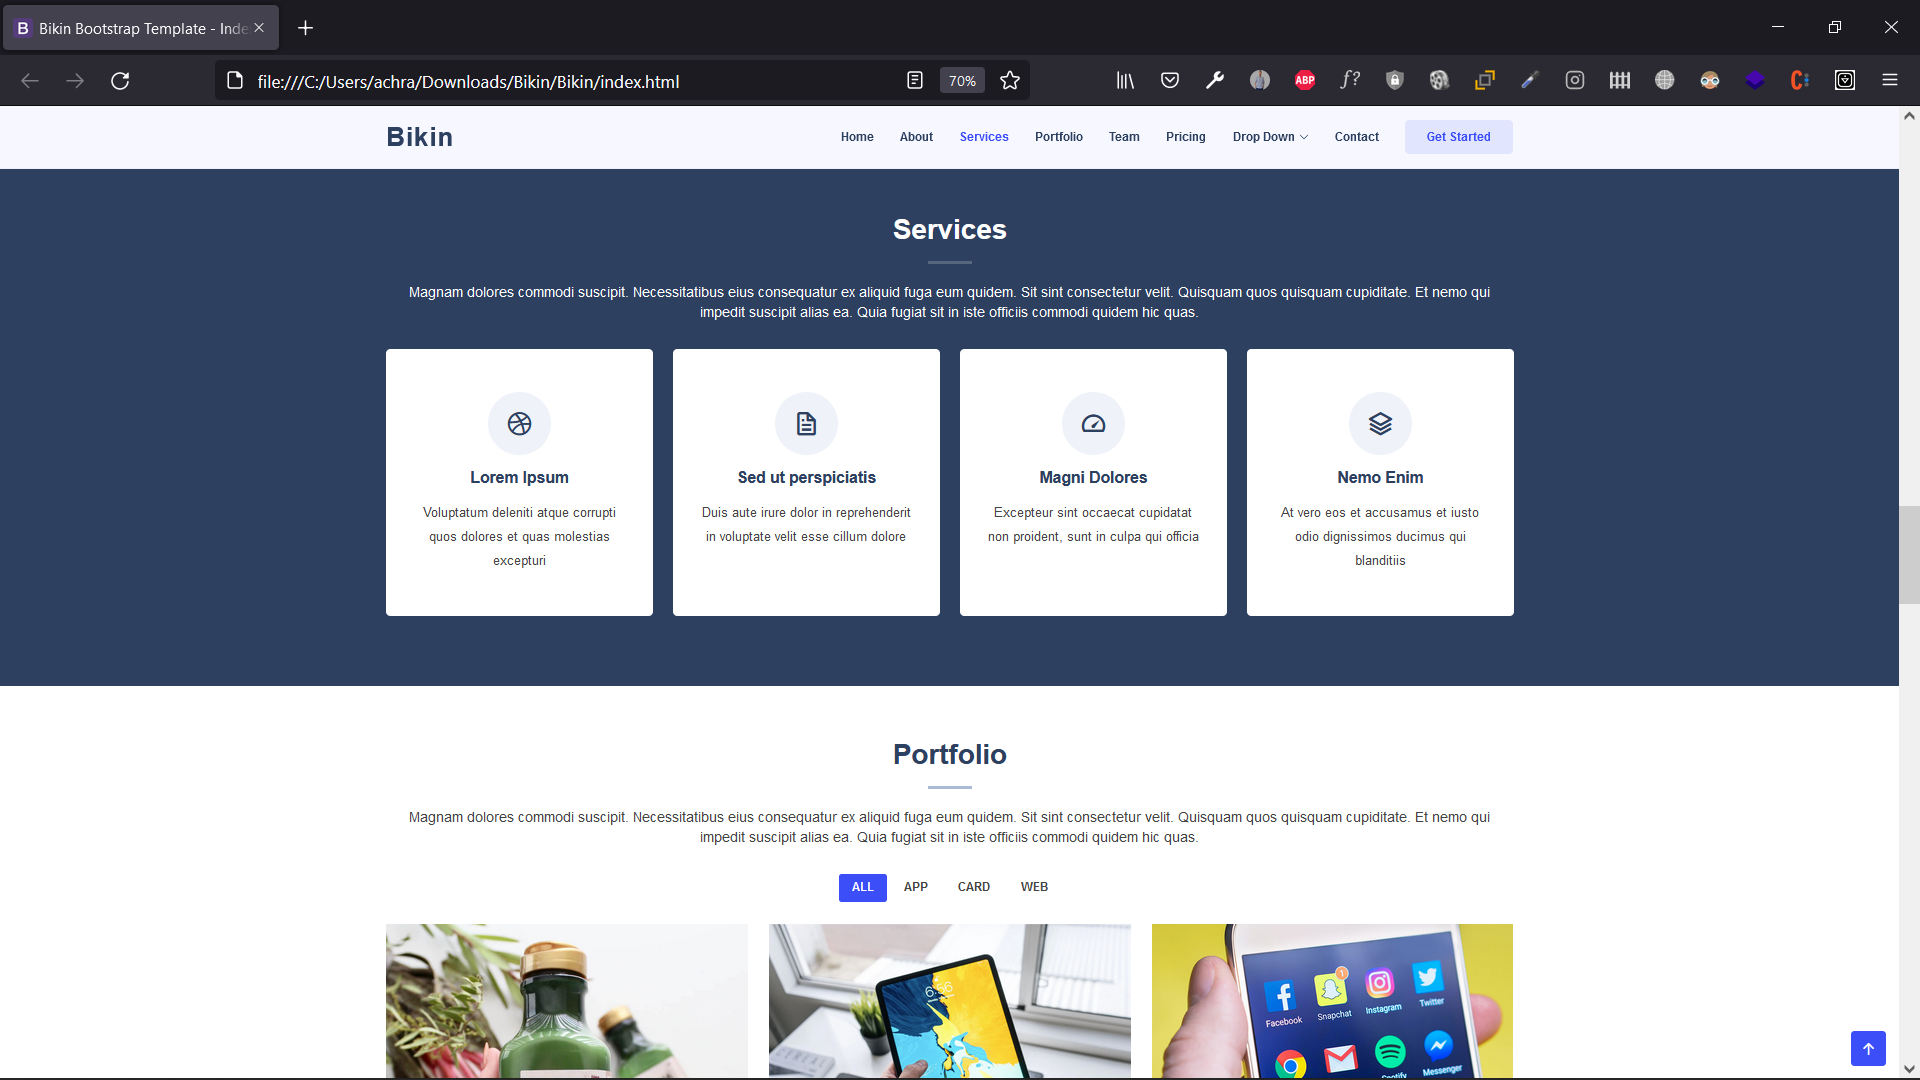 Bikin Bootstrap Template - Inde
file:///C:/Users/achra/Downloads/Bikin/Bikin/index.html
70%
ABP
f?
Bikin
Home
About
Services
Portfolio
Team
Pricing
Drop Down
Contact
Get Started
Services
Magnam dolores commodi suscipit. Necessitatibus eius consequatur ex aliquid fuga eum quidem. Sit sint consectetur velit. Quisquam quos quisquam cupiditate. Et nemo qui
impedit suscipit alias ea. Quia fugiat sit in iste officiis commodi quidem hic quas.
Lorem Ipsum
Voluptatum deleniti atque corrupti
quos dolores et quas molestias
excepturi
Sed ut perspiciatis
Duis aute irure dolor in reprehenderit
in voluptate velit esse cillum dolore
Magni Dolores
Excepteur sint occaecat cupidatat
non proident, sunt in culpa qui officia
Nemo Enim
At vero eos et accusamus et iusto
odio dignissimos ducimus qui
blanditiis
Portfolio
Magnam dolores commodi suscipit. Necessitatibus eius consequatur ex aliquid fuga eum quidem. Sit sint consectetur velit. Quisquam quos quisquam cupiditate. Et nemo qui
impedit suscipit alias ea. Quia fugiat sit in iste officiis commodi quidem hic quas.
ALL
APP
CARD
WEB
6:56
1
Facebook
Snapchat
Instagram
Twitter
Spotify
Messenger